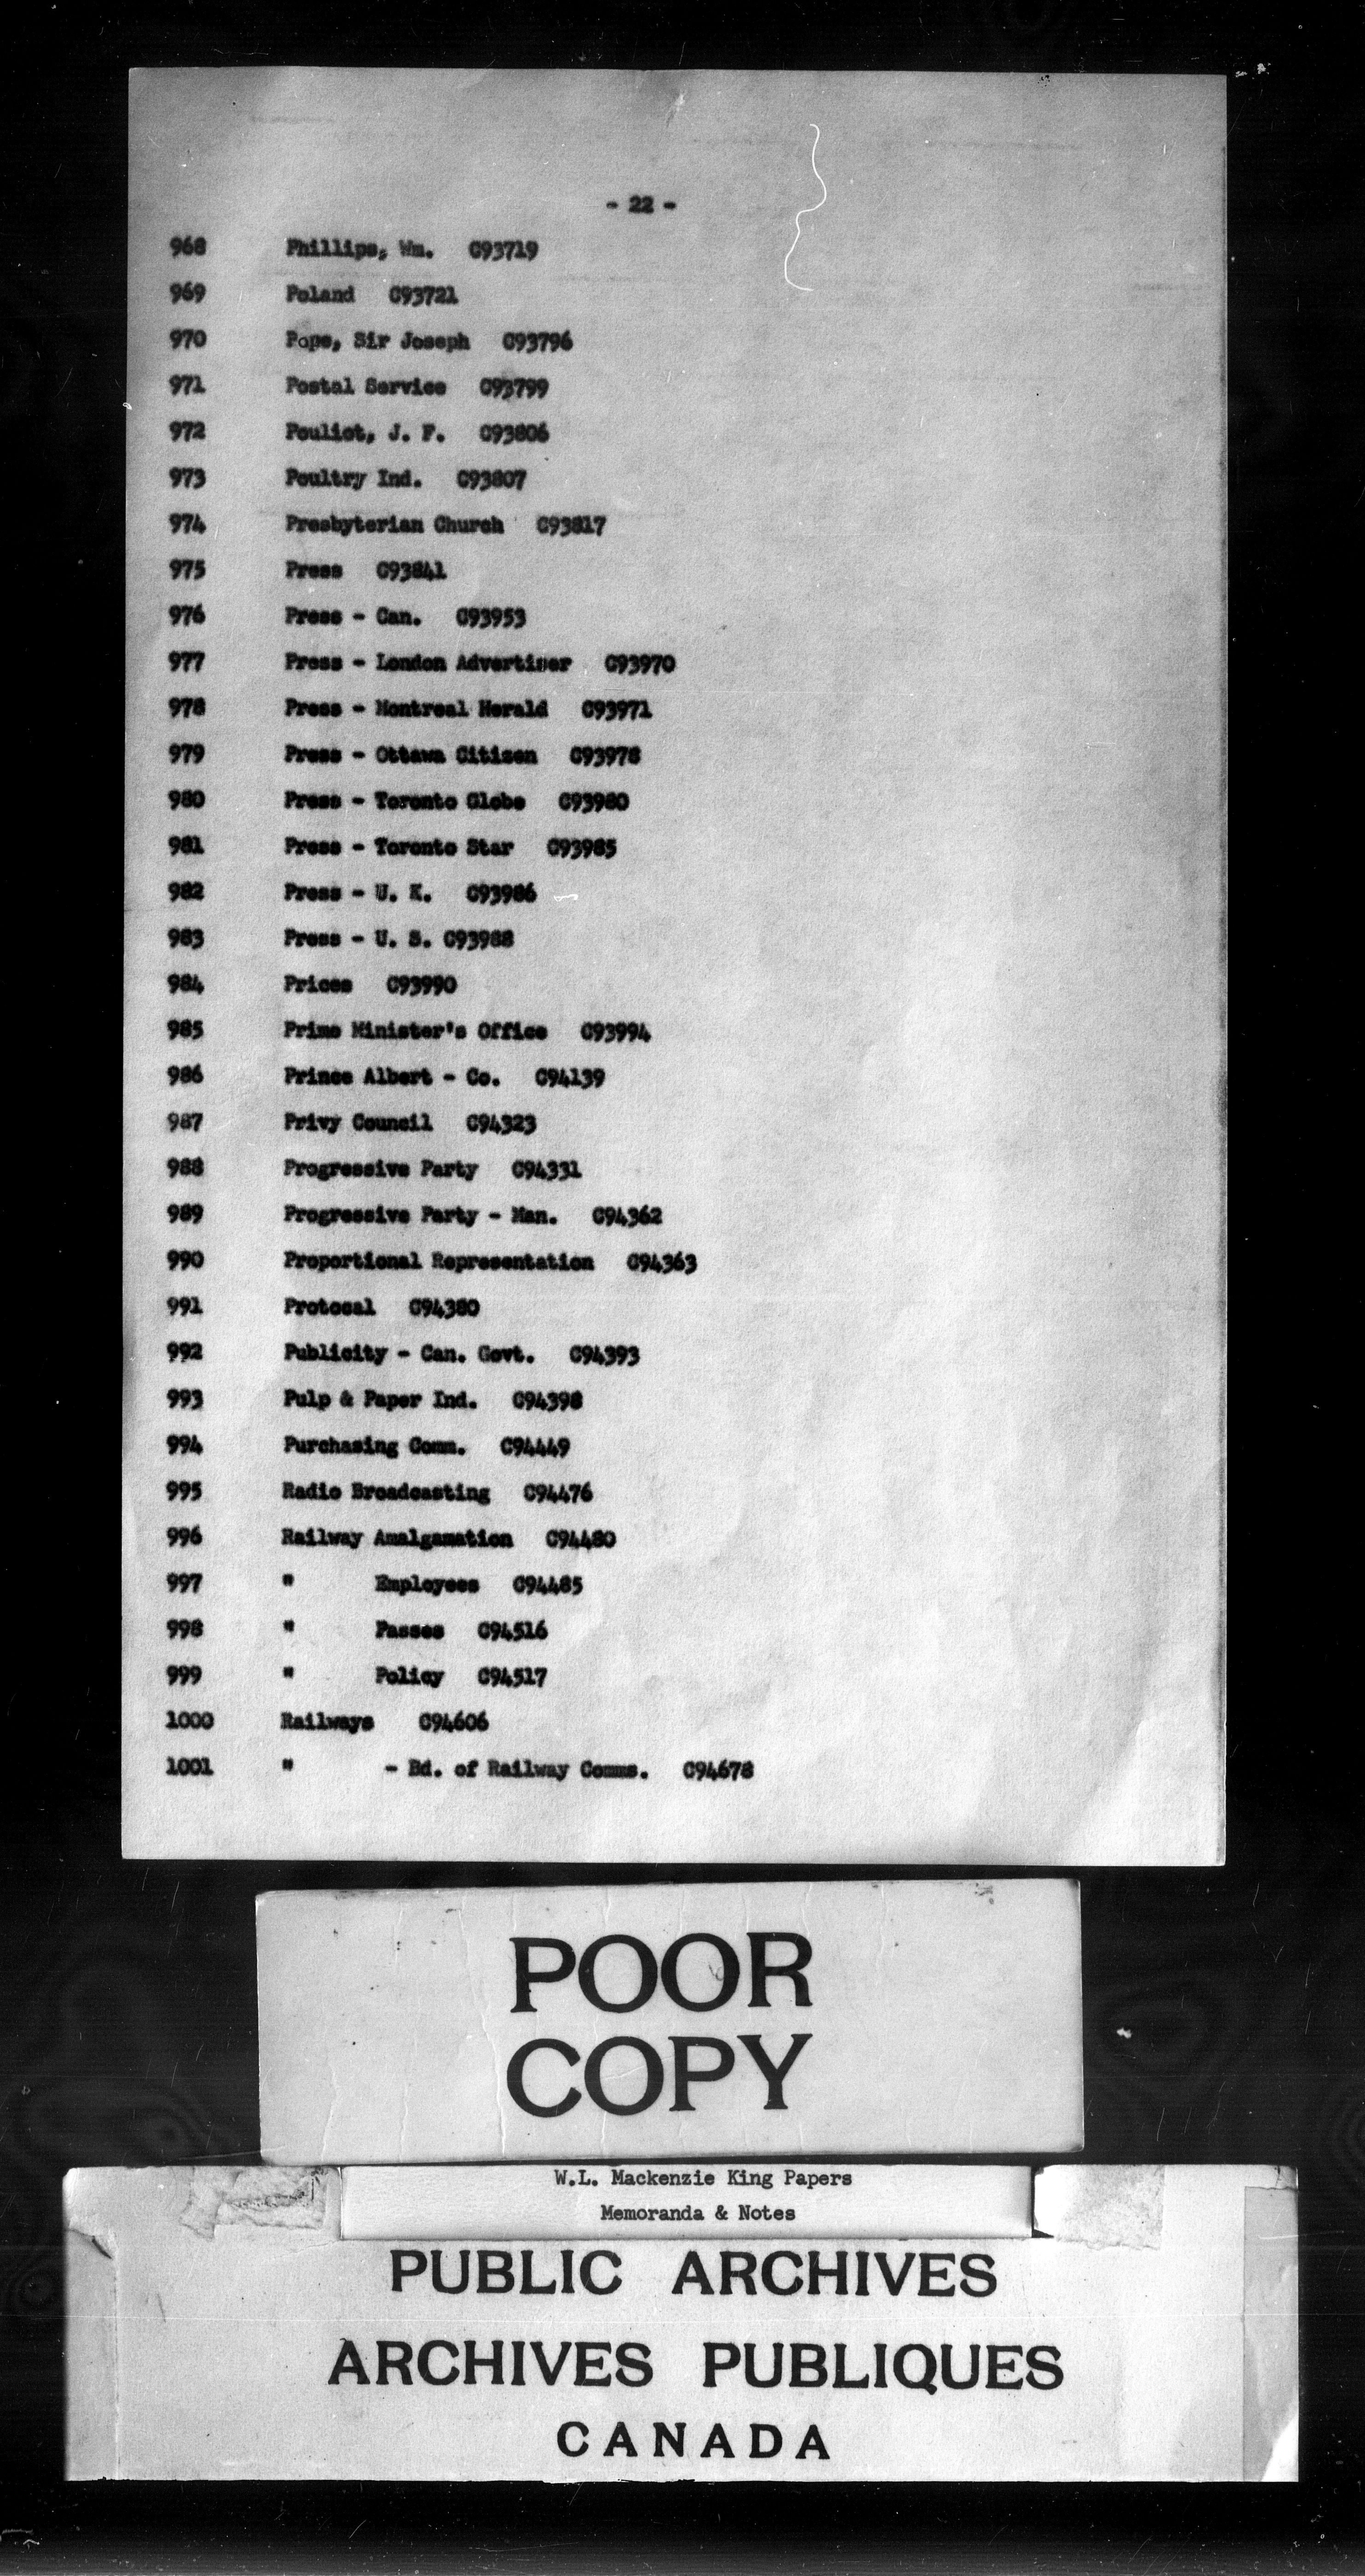 - 22 -
968 Phillips, Wm. C93719
969 Poland C93721
970 Pope, Sir Joseph C93796
971 Postal Service C93799
972 Pouliot, J. F. C93806
973 Poultry Ind. C93807
974 Presbyterian Church C93817
975 Press C93841
976 Press - Can. C93953
977 Press - London Advertiser C93970
978 Press - Montreal Herald C93971
979 Press - Ottawa Citizen C93978
980 Press - Toronto Globe C93980
981 Press - Toronto Star C93985
982 Press - U. K. C93986
983 Press - U. S. C93988
984 Prices C93990
985 Prime Minister's Office C93994
986 Prince Albert - Co. C94139
987 Privy Council C94323
988 Progressive Party C94331
989 Progressive Party - Man. C94362
990 Proportional Representation C94363
991 Protocal C94380
992 Publicity - Can. Govt. C94393
993 Pulp & Paper Ind. C94398
994 Purchasing Comm. C94449
995 Radio Broadcasting C94476
996 Railway Amalgamation C94480
997 " Employees C94485
998 " Passes C94516
999 " Policy C94517
1000 Railways C94606
1001 " - Bd. of Railway Comms. C94678
POOR
COPY
W.L. Mackenzie King Papers
Memoranda & Notes
PUBLIC ARCHIVES
ARCHIVES PUBLIQUES
CANADA